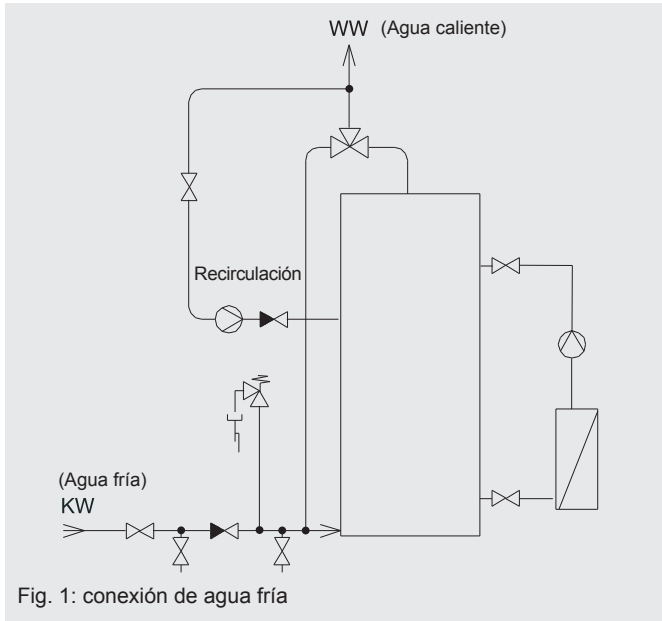 WW (Agua caliente)
Recirculación
(Agua fría)
KW
Fig. 1: conexión de agua fría